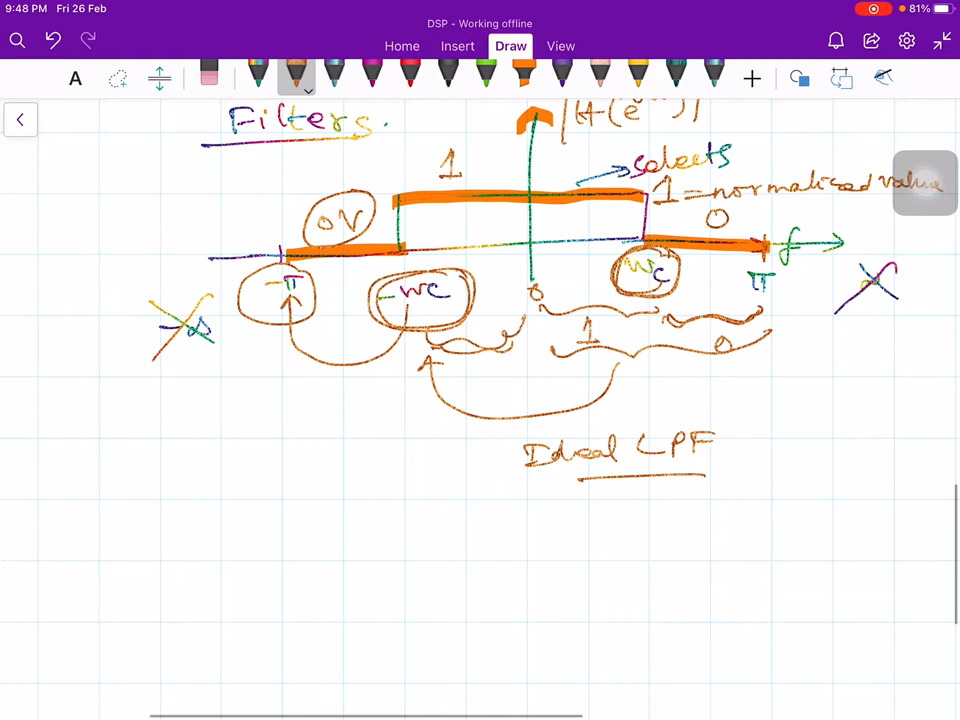 9:48 PM Fri 26 Feb
81%
DSP - Working offline
Home Insert Draw View
A
Filters.
1
selects
1 = normalized value
0V
0
f
-π
-wc
wc
π
0
1
0
Ideal LPF